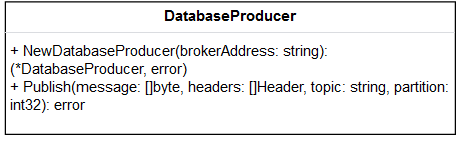 DatabaseProducer
+ NewDatabaseProducer(brokerAddress: string):
(*DatabaseProducer, error)
+ Publish(message: []byte, headers: []Header, topic: string, partition:
int32): error